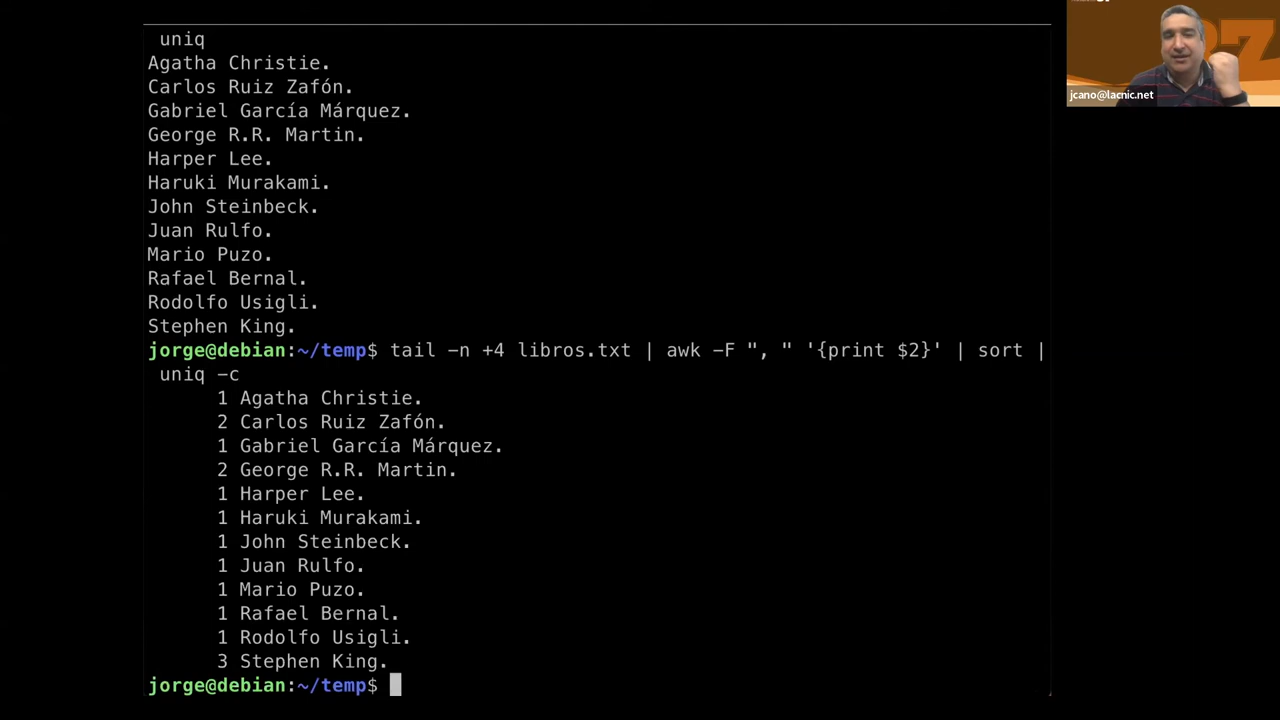 uniq
Agatha Christie.
Carlos Ruiz Zafón.
Gabriel García Márquez.
George R.R. Martin.
Harper Lee.
Haruki Murakami.
John Steinbeck.
Juan Rulfo.
Mario Puzo.
Rafael Bernal.
Rodolfo Usigli.
Stephen King.
jorge@debian:~/temp$ tail -n +4 libros.txt | awk -F ", " '{print $2}' | sort |
uniq -c
1 Agatha Christie.
2 Carlos Ruiz Zafón.
1 Gabriel García Márquez.
2 George R.R. Martin.
1 Harper Lee.
1 Haruki Murakami.
1 John Steinbeck.
1 Juan Rulfo.
1 Mario Puzo.
1 Rafael Bernal.
1 Rodolfo Usigli.
3 Stephen King.
jorge@debian:~/temp$
jcano@lacnic.net